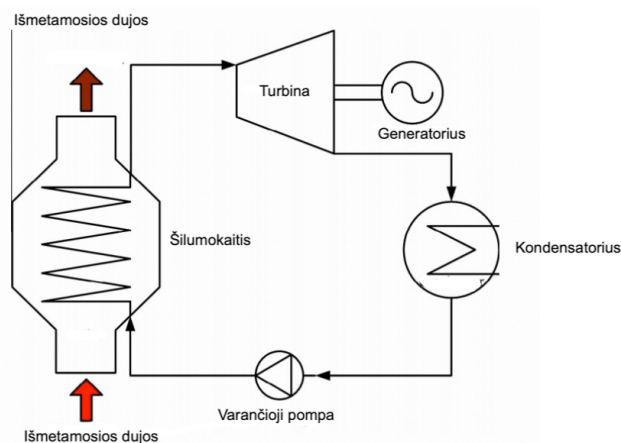 Išmetamosios dujos
Turbina
Generatorius
Šilumokaitis
Kondensatorius
Varančioji pompa
Išmetamosios dujos